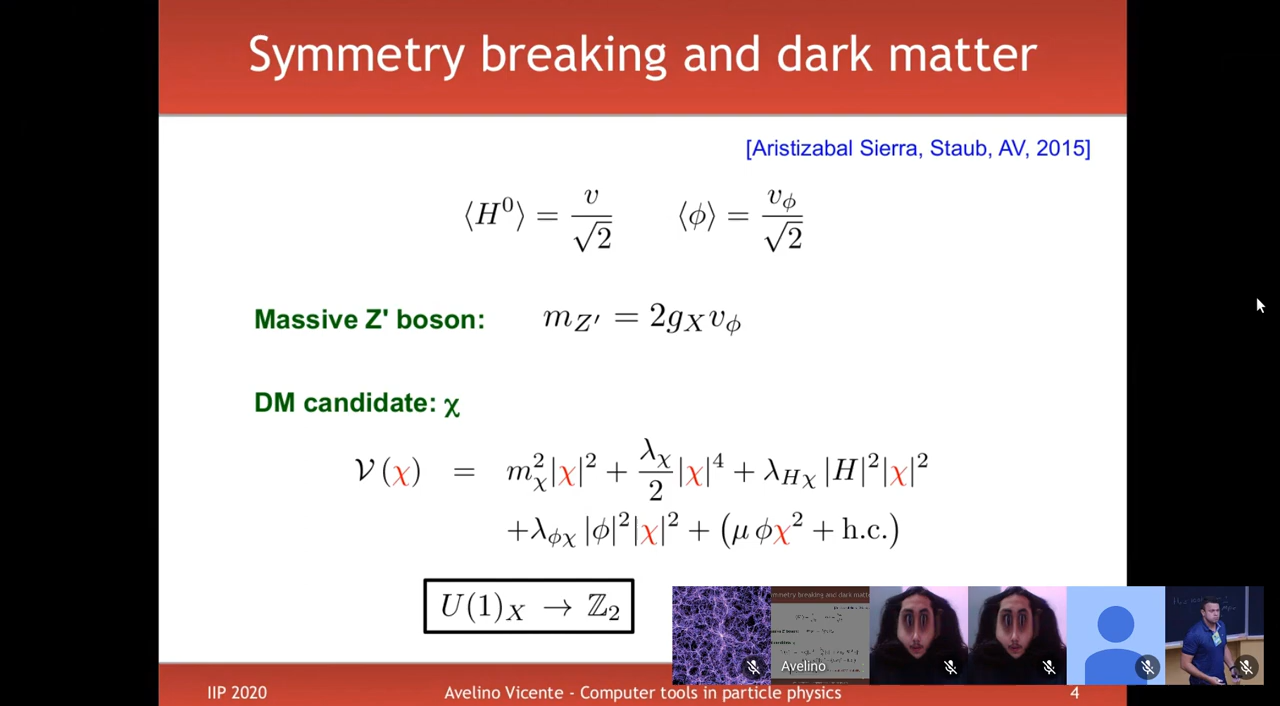 Symmetry breaking and dark matter
[Aristizabal Sierra, Staub, AV, 2015]
⟨H⁰⟩ = v/√2 ⟨ϕ⟩ = v_ϕ/√2
Massive Z' boson: m_Z′ = 2g_X v_ϕ
DM candidate: χ
𝒱(χ) = m_χ²|χ|² + λ_χ/2 |χ|⁴ + λ_Hχ |H|²|χ|²
+λ_ϕχ |ϕ|²|χ|² + (μ ϕχ² + h.c.)
U(1)_X → ℤ₂
Avelino
IIP 2020
Avelino Vicente - Computer tools in particle physics
4